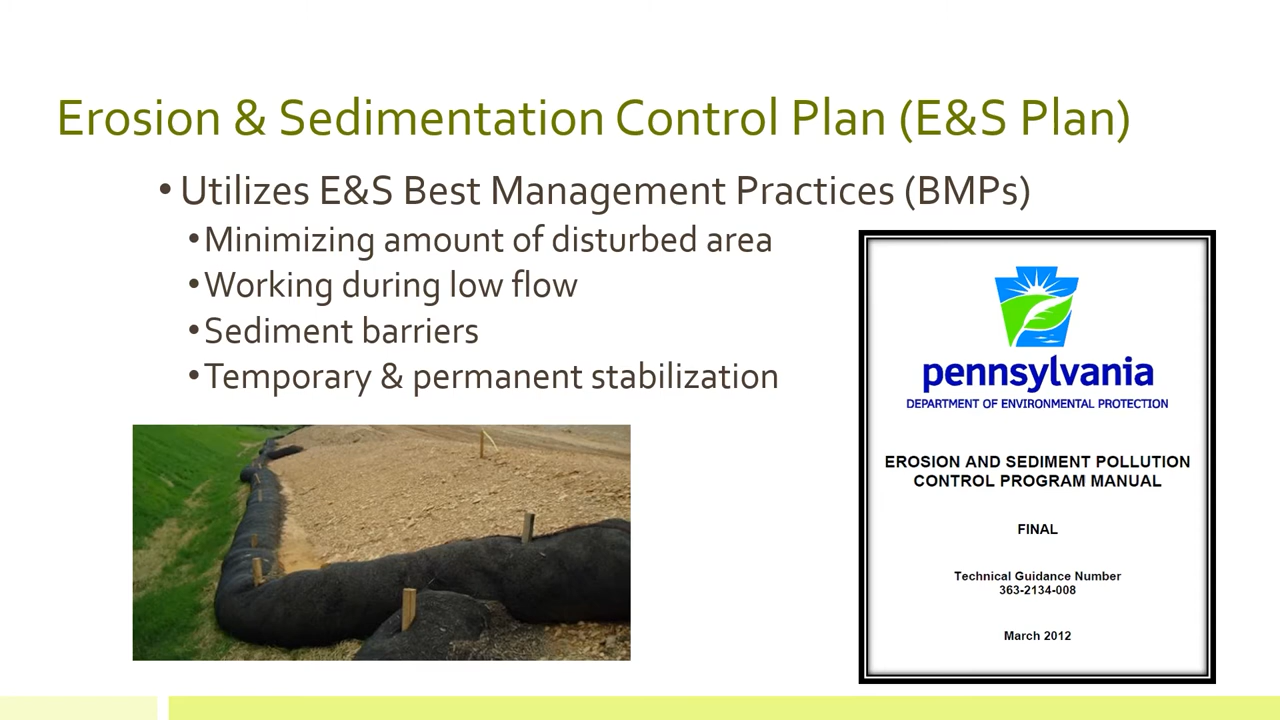 Erosion & Sedimentation Control Plan (E&S Plan)
• Utilizes E&S Best Management Practices (BMPs)
• Minimizing amount of disturbed area
• Working during low flow
• Sediment barriers
• Temporary & permanent stabilization
pennsylvania
DEPARTMENT OF ENVIRONMENTAL PROTECTION
EROSION AND SEDIMENT POLLUTION
CONTROL PROGRAM MANUAL
FINAL
Technical Guidance Number
363-2134-008
March 2012